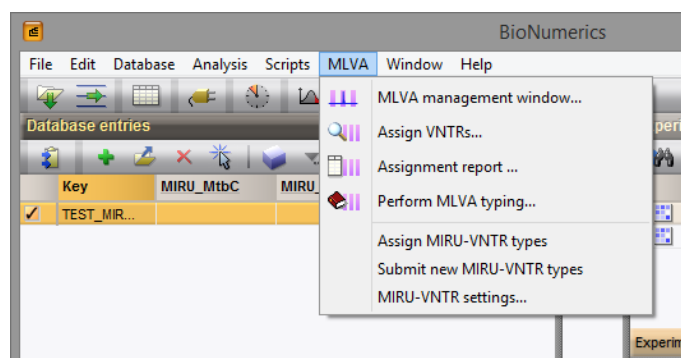 BioNumerics
File Edit Database Analysis Scripts MLVA Window Help
MLVA management window...
Database entries
Assign VNTRs...
Assignment report ...
Key MIRU_MtbC MIRU_
Perform MLVA typing...
TEST_MIR...
Assign MIRU-VNTR types
Submit new MIRU-VNTR types
MIRU-VNTR settings...
Experim